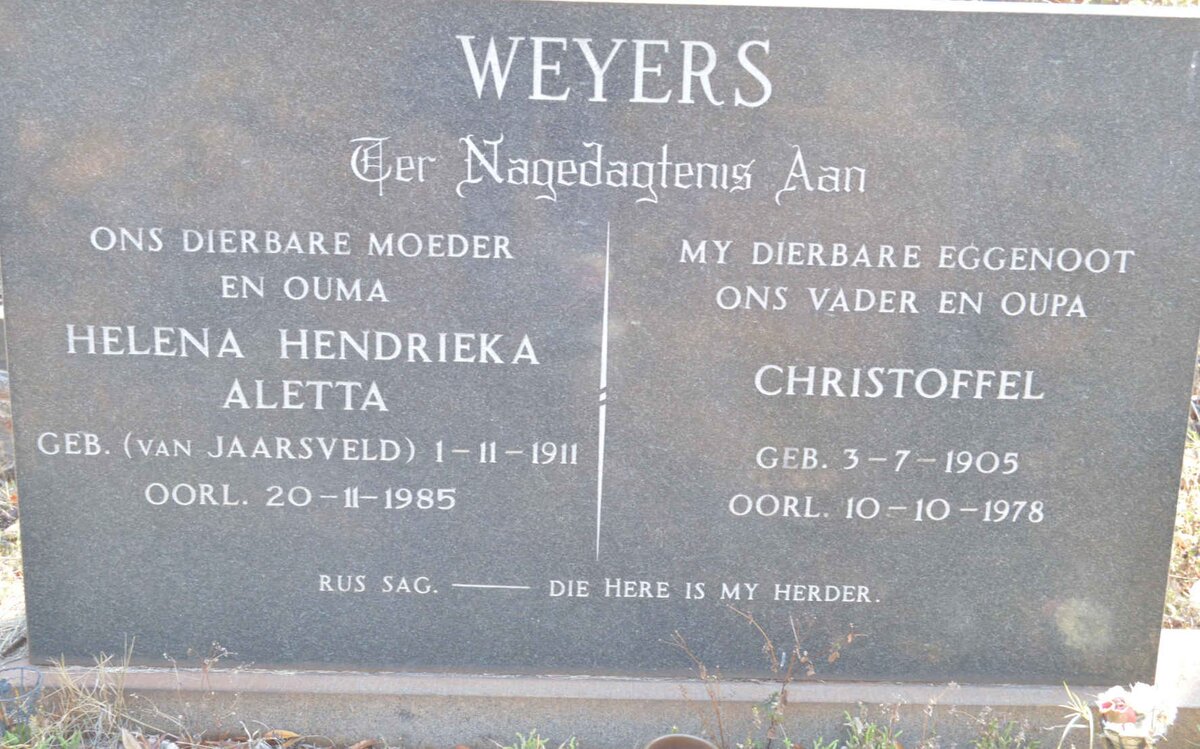 WEYERS
Ter Nagedagtenis Aan
ONS DIERBARE MOEDER
EN OUMA
HELENA HENDRIEKA
ALETTA
GEB. (VAN JAARSVELD) 1-11-1911
OORL. 20-11-1985
MY DIERBARE EGGENOOT
ONS VADER EN OUPA
CHRISTOFFEL
GEB. 3-7-1905
OORL. 10-10-1978
RUS SAG. —— DIE HERE IS MY HERDER.